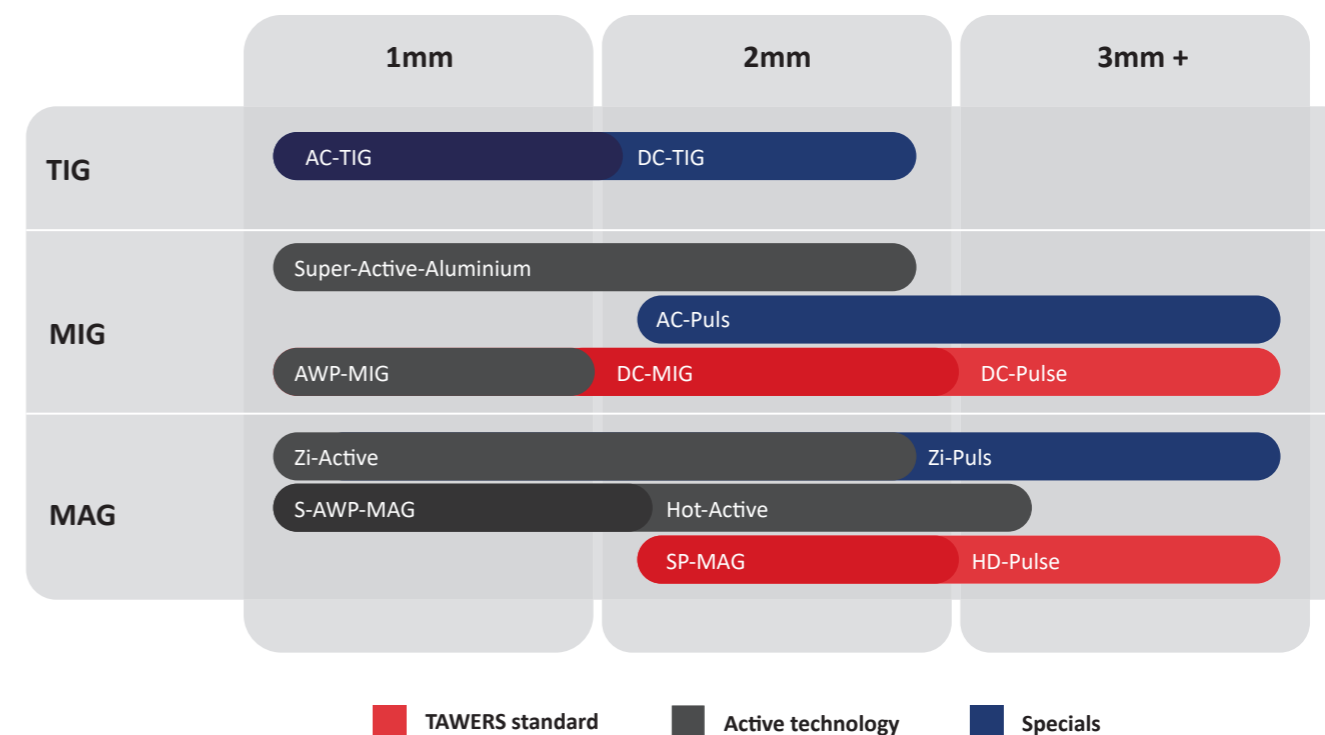 1mm 2mm 3mm +
TIG
AC-TIG DC-TIG
MIG
Super-Active-Aluminium
AC-Puls
AWP-MIG DC-MIG DC-Pulse
MAG
Zi-Active Zi-Puls
S-AWP-MAG Hot-Active
SP-MAG HD-Pulse
TAWERS standard Active technology Specials